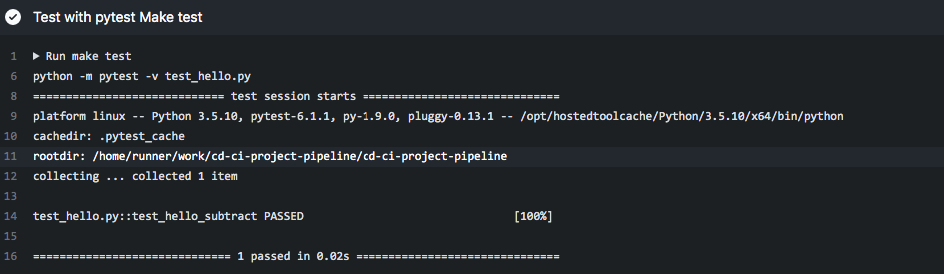 Test with pytest Make test
1 ▶ Run make test
6 python -m pytest -v test_hello.py
8 ============================= test session starts ==============================
9 platform linux -- Python 3.5.10, pytest-6.1.1, py-1.9.0, pluggy-0.13.1 -- /opt/hostedtoolcache/Python/3.5.10/x64/bin/python
10 cachedir: .pytest_cache
11 rootdir: /home/runner/work/cd-ci-project-pipeline/cd-ci-project-pipeline
12 collecting ... collected 1 item
13
14 test_hello.py::test_hello_subtract PASSED [100%]
15
16 ============================== 1 passed in 0.02s ===============================